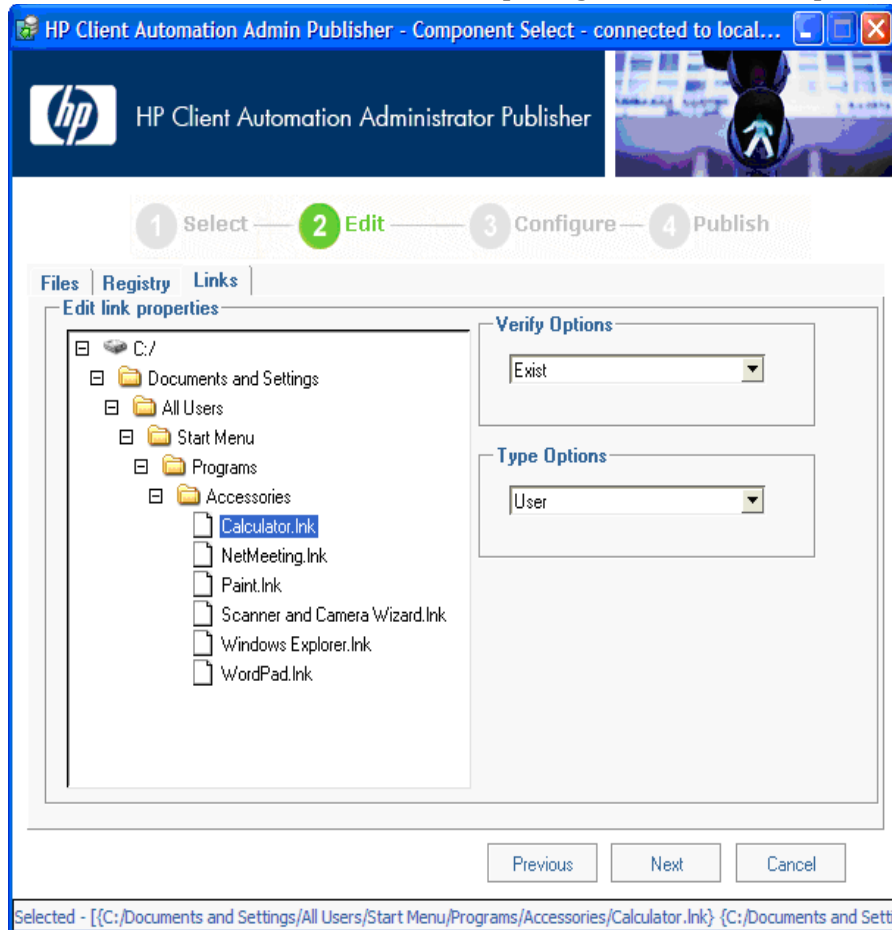 HP Client Automation Admin Publisher - Component Select - connected to local...
hp HP Client Automation Administrator Publisher
1 Select 2 Edit 3 Configure 4 Publish
Files Registry Links
Edit link properties
Verify Options
C:/
Exist
Documents and Settings
All Users
Start Menu
Type Options
Programs
Accessories
User
Calculator.lnk
NetMeeting.lnk
Paint.lnk
Scanner and Camera Wizard.lnk
Windows Explorer.lnk
WordPad.lnk
Previous Next Cancel
Selected - [{C:/Documents and Settings/All Users/Start Menu/Programs/Accessories/Calculator.lnk} {C:/Documents and Setti